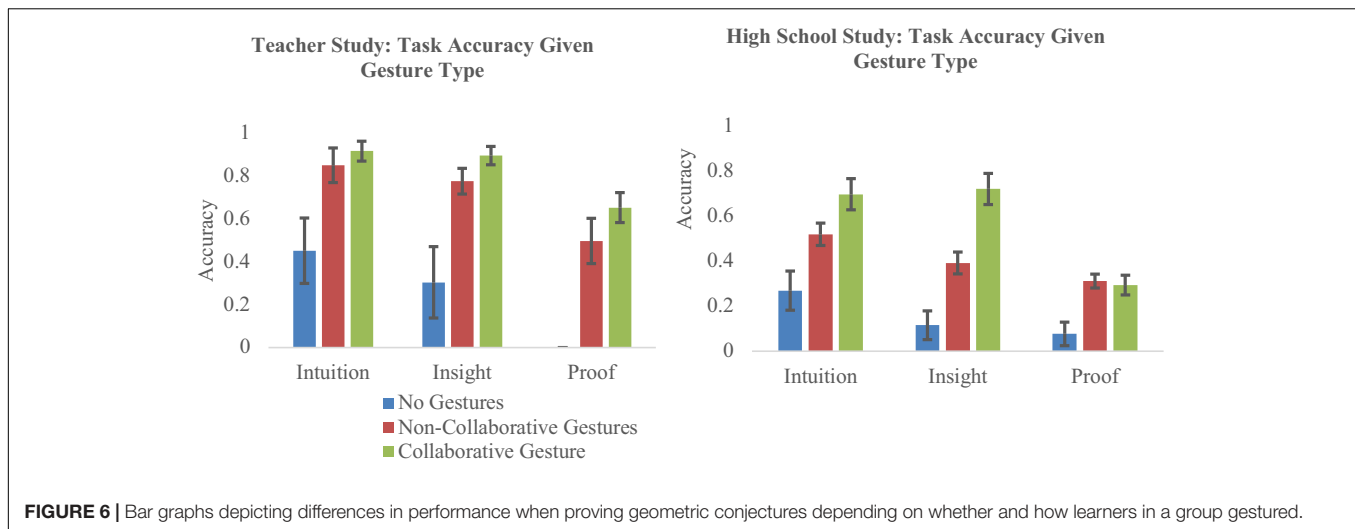 Teacher Study: Task Accuracy Given
Gesture Type
Accuracy
1
0.8
0.6
0.4
0.2
0
Intuition Insight Proof
No Gestures
Non-Collaborative Gestures
Collaborative Gesture
High School Study: Task Accuracy Given
Gesture Type
Accuracy
1
0.8
0.6
0.4
0.2
0
Intuition Insight Proof
FIGURE 6 | Bar graphs depicting differences in performance when proving geometric conjectures depending on whether and how learners in a group gestured.